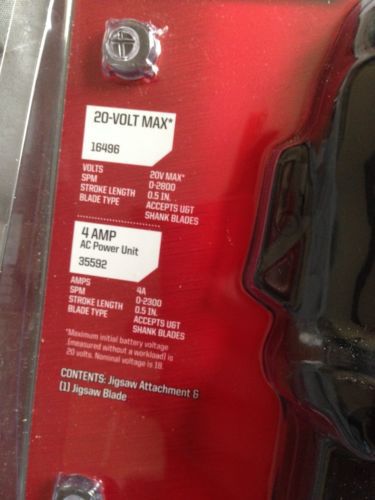 20-VOLT MAX*
16496
VOLTS 20V MAX*
SPM 0-2800
STROKE LENGTH 0.5 IN.
BLADE TYPE ACCEPTS U&T
SHANK BLADES
4 AMP
AC Power Unit
35592
AMPS 4A
SPM 0-2300
STROKE LENGTH 0.5 IN.
BLADE TYPE ACCEPTS U&T
SHANK BLADES
*Maximum initial battery voltage
(measured without a workload) is
20 volts. Nominal voltage is 18.
CONTENTS: Jigsaw Attachment &
(1) Jigsaw Blade